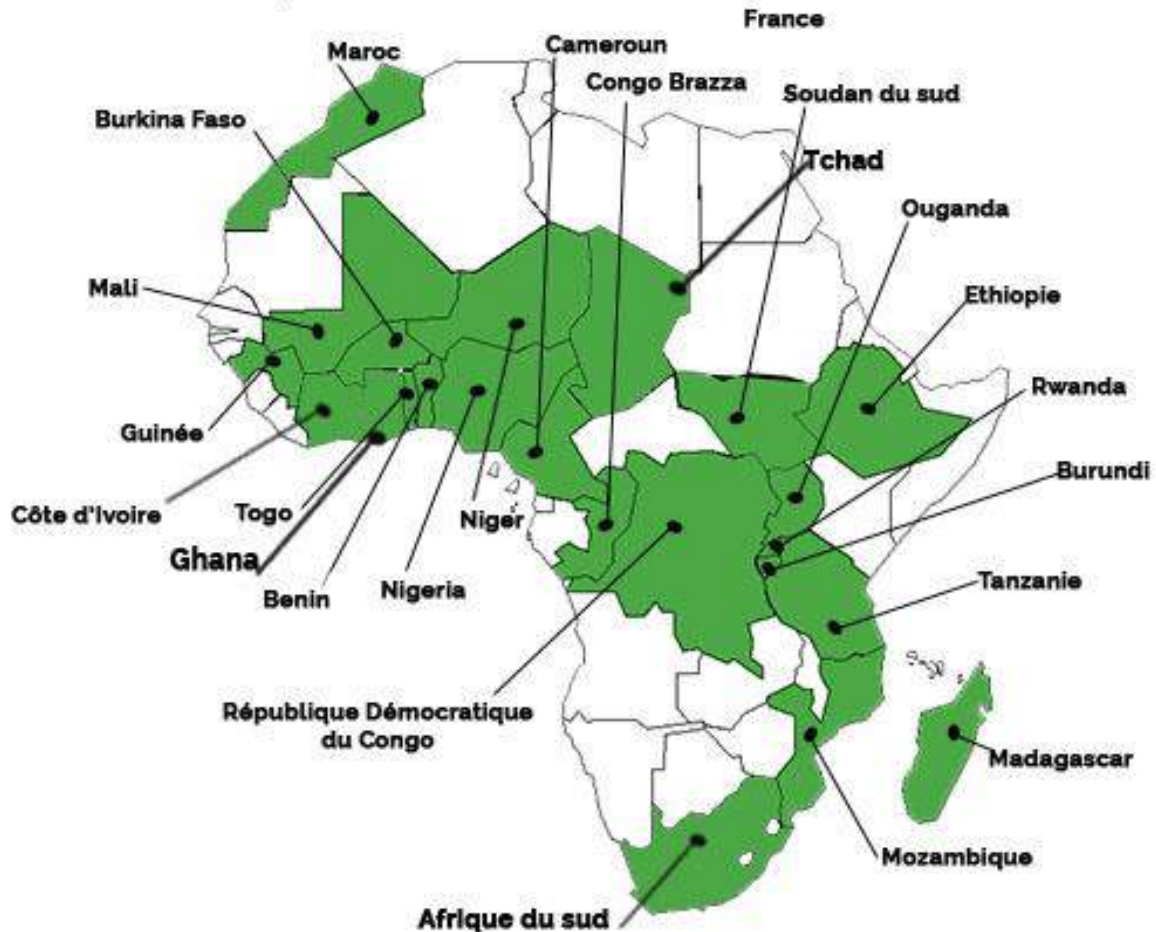 France
Cameroun
Maroc
Congo Brazza
Soudan du sud
Burkina Faso
Tchad
Ouganda
Mali
Ethiopie
Rwanda
Guinée
Burundi
Côte d'Ivoire
Togo
Niger
Ghana
Benin
Nigeria
Tanzanie
République Démocratique
du Congo
Madagascar
Mozambique
Afrique du sud